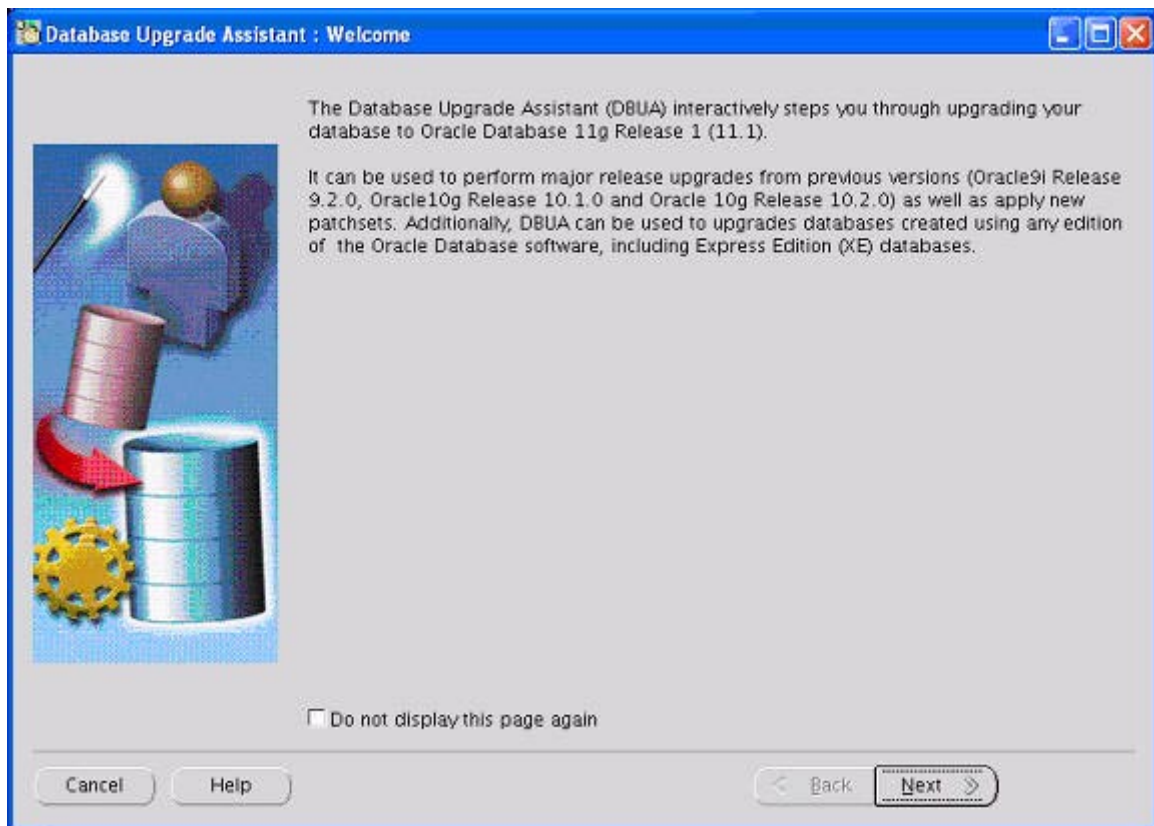 Database Upgrade Assistant : Welcome
The Database Upgrade Assistant (DBUA) interactively steps you through upgrading your
database to Oracle Database 11g Release 1 (11.1).
It can be used to perform major release upgrades from previous versions (Oracle9i Release
9.2.0, Oracle10g Release 10.1.0 and Oracle 10g Release 10.2.0) as well as apply new
patchsets. Additionally, DBUA can be used to upgrades databases created using any edition
of the Oracle Database software, including Express Edition (XE) databases.
Do not display this page again
Cancel Help Back Next